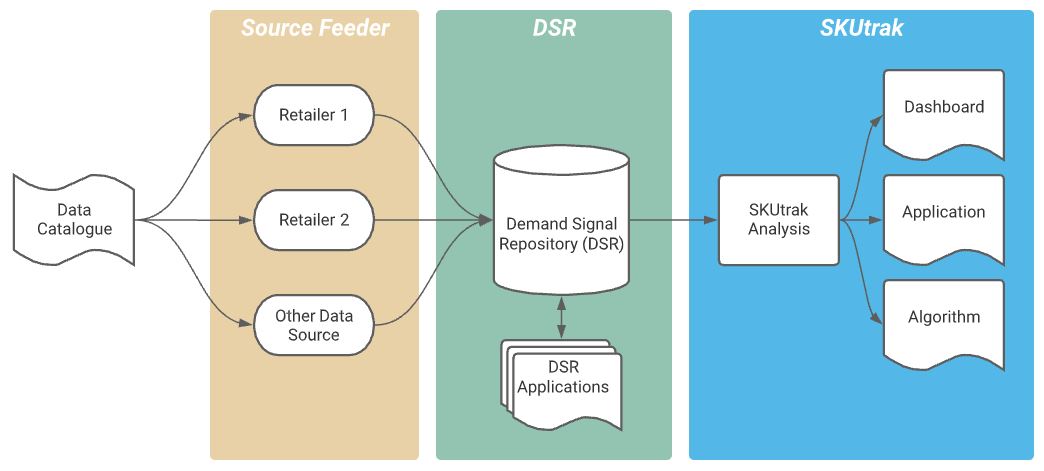 Source Feeder
DSR
SKUtrak
Data
Catalogue
Retailer 1
Retailer 2
Other Data
Source
Demand Signal
Repository (DSR)
DSR
Applications
SKUtrak
Analysis
Dashboard
Application
Algorithm